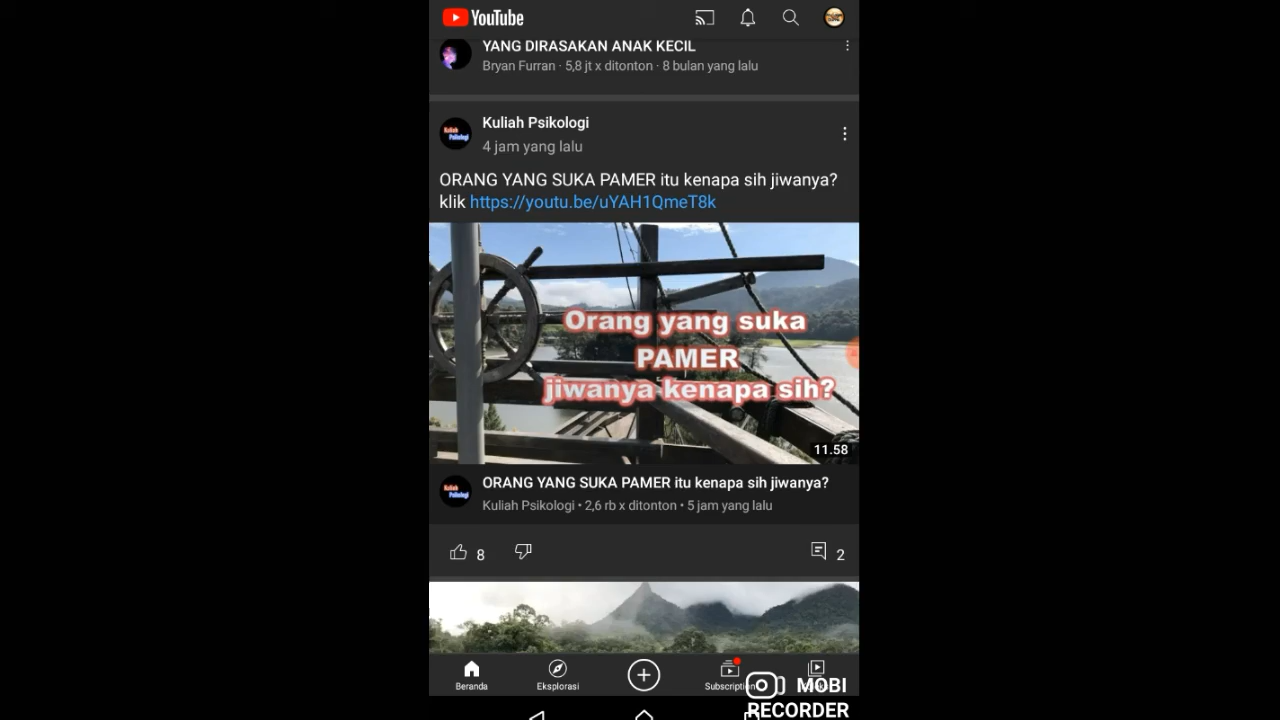 YouTube
YANG DIRASAKAN ANAK KECIL
Bryan Furran · 5,8 jt x ditonton · 8 bulan yang lalu
Kuliah Psikologi
4 jam yang lalu
ORANG YANG SUKA PAMER itu kenapa sih jiwanya?
klik https://youtu.be/uYAH1QmeT8k
Orang yang suka
PAMER
jiwanya kenapa sih?
11.58
Kuliah
Psikologi
ORANG YANG SUKA PAMER itu kenapa sih jiwanya?
Kuliah Psikologi • 2,6 rb x ditonton • 5 jam yang lalu
8
2
Beranda
Eksplorasi
Subscription
MOBI
RECORDER